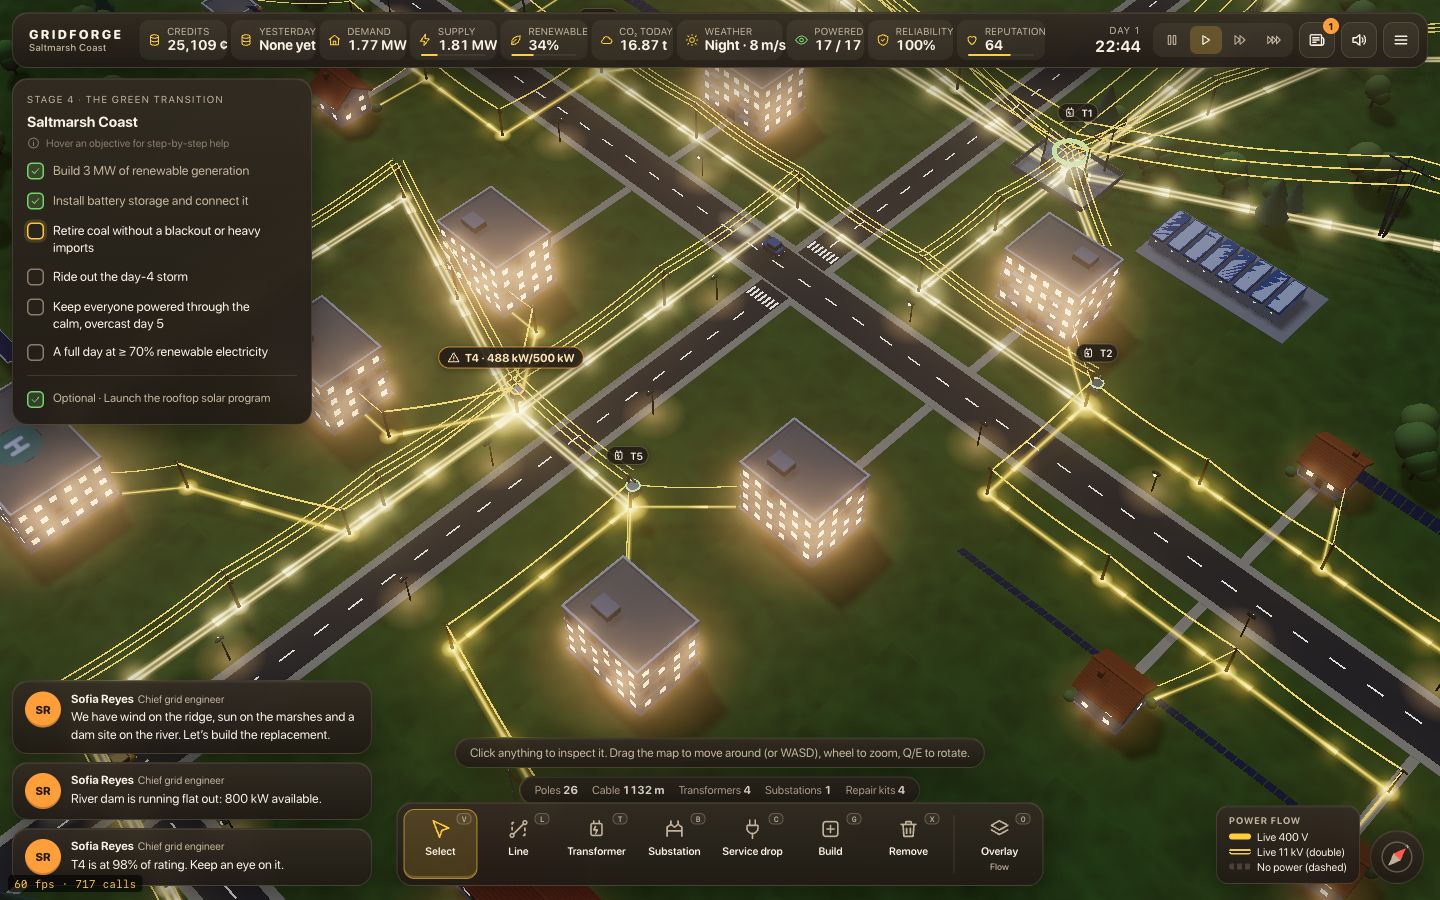 GRIDFORGE
Saltmarsh Coast
CREDITS
25,109 ¢
YESTERDAY
None yet
DEMAND
1.77 MW
SUPPLY
1.81 MW
RENEWABLE
34%
CO₂ TODAY
16.87 t
WEATHER
Night · 8 m/s
POWERED
17 / 17
RELIABILITY
100%
REPUTATION
64
DAY 1
22:44
1
STAGE 4 · THE GREEN TRANSITION
Saltmarsh Coast
Hover an objective for step-by-step help
Build 3 MW of renewable generation
Install battery storage and connect it
Retire coal without a blackout or heavy
imports
Ride out the day-4 storm
Keep everyone powered through the
calm, overcast day 5
A full day at ≥ 70% renewable electricity
Optional · Launch the rooftop solar program
T1
T2
T4 · 488 kW/500 kW
T5
H
SR
Sofia Reyes Chief grid engineer
We have wind on the ridge, sun on the marshes and a
dam site on the river. Let's build the replacement.
SR
Sofia Reyes Chief grid engineer
River dam is running flat out: 800 kW available.
SR
Sofia Reyes Chief grid engineer
T4 is at 98% of rating. Keep an eye on it.
60 fps · 717 calls
Click anything to inspect it. Drag the map to move around (or WASD), wheel to zoom, Q/E to rotate.
Poles 26 Cable 1132 m Transformers 4 Substations 1 Repair kits 4
V
Select
L
Line
T
Transformer
B
Substation
C
Service drop
G
Build
X
Remove
O
Overlay
Flow
POWER FLOW
Live 400 V
Live 11 kV (double)
No power (dashed)